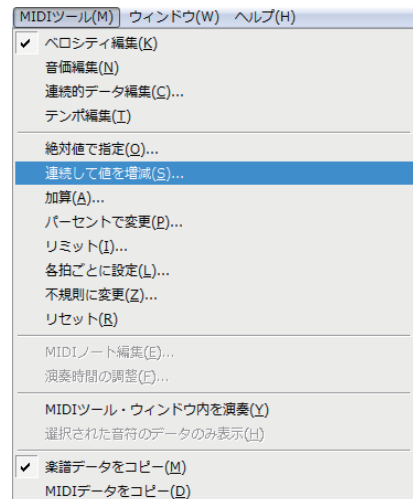 MIDIツール(M) ウィンドウ(W) ヘルプ(H)
ベロシティ編集(K)
音価編集(N)
連続的データ編集(C)...
テンポ編集(T)
絶対値で指定(O)...
連続して値を増減(S)...
加算(A)...
パーセントで変更(P)...
リミット(I)...
各拍ごとに設定(L)...
不規則に変更(Z)...
リセット(R)
MIDIノート編集(E)...
演奏時間の調整(F)...
MIDIツール・ウィンドウ内を演奏(Y)
選択された音符のデータのみ表示(H)
楽譜データをコピー(M)
MIDIデータをコピー(D)